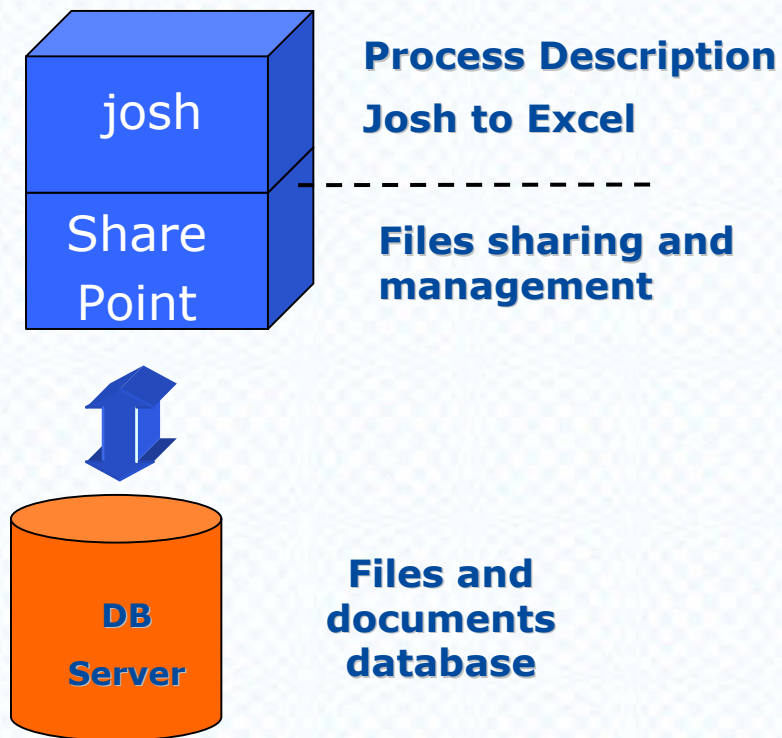 josh
Process Description
Josh to Excel
Share
Point
Files sharing and
management
DB
Server
Files and
documents
database